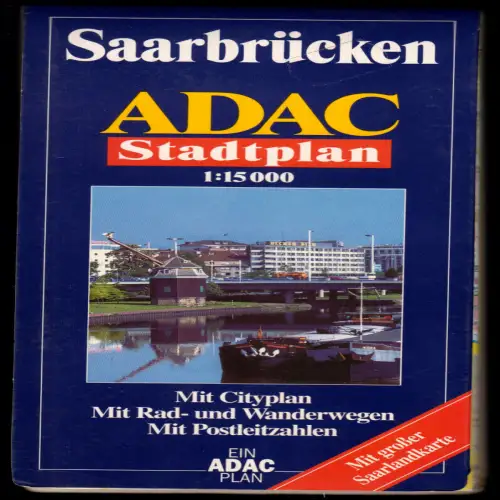 Saarbrücken
ADAC
Stadtplan
1:15 000
Mit Cityplan
Mit Rad- und Wanderwegen
Mit Postleitzahlen
Mit großer
Saarlandkarte
EIN
ADAC
PLAN